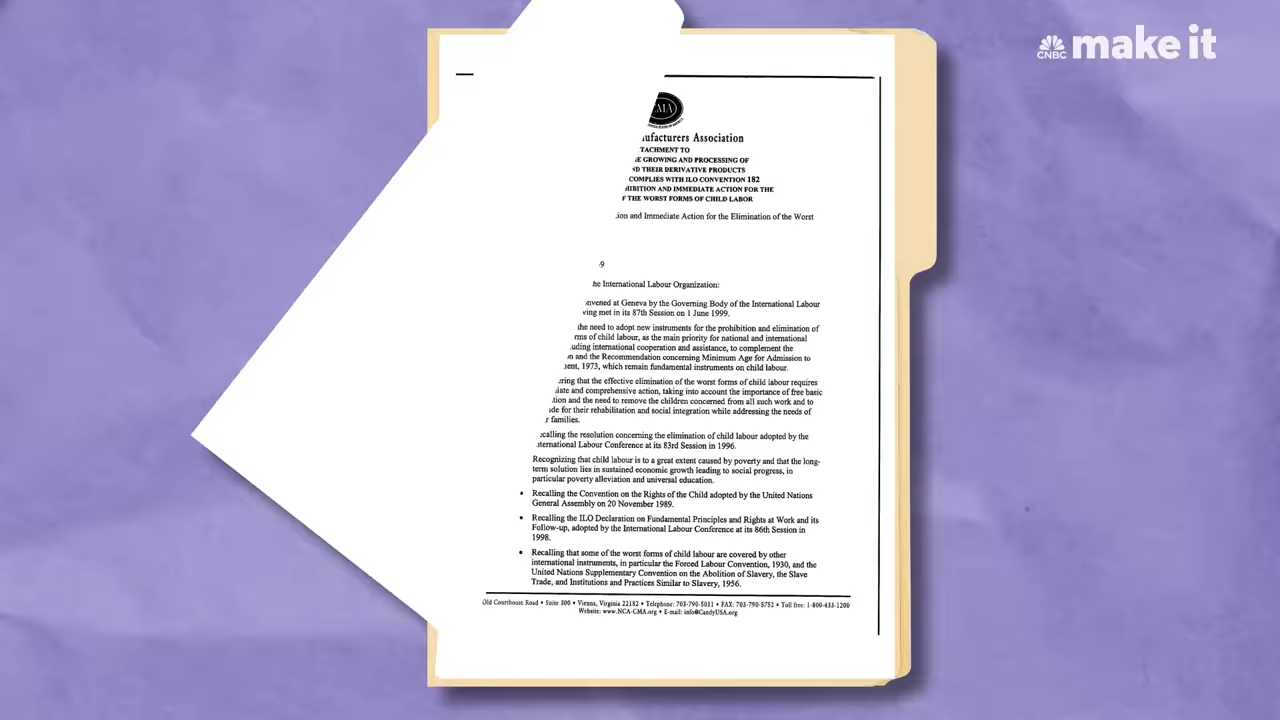 CNBC make it
CMA
ufacturers Association
TACHMENT TO
E GROWING AND PROCESSING OF
D THEIR DERIVATIVE PRODUCTS
COMPLIES WITH ILO CONVENTION 182
IBITION AND IMMEDIATE ACTION FOR THE
F THE WORST FORMS OF CHILD LABOR
ion and Immediate Action for the Elimination of the Worst
9
he International Labour Organization:
nvened at Geneva by the Governing Body of the International Labour
ving met in its 87th Session on 1 June 1999.
the need to adopt new instruments for the prohibition and elimination of
rms of child labour, as the main priority for national and international
uding international cooperation and assistance, to complement the
n and the Recommendation concerning Minimum Age for Admission to
ent, 1973, which remain fundamental instruments on child labour.
ering that the effective elimination of the worst forms of child labour requires
iate and comprehensive action, taking into account the importance of free basic
tion and the need to remove the children concerned from all such work and to
ide for their rehabilitation and social integration while addressing the needs of
r families.
ecalling the resolution concerning the elimination of child labour adopted by the
nternational Labour Conference at its 83rd Session in 1996.
Recognizing that child labour is to a great extent caused by poverty and that the long-
term solution lies in sustained economic growth leading to social progress, in
particular poverty alleviation and universal education.
• Recalling the Convention on the Rights of the Child adopted by the United Nations
General Assembly on 20 November 1989.
• Recalling the ILO Declaration on Fundamental Principles and Rights at Work and its
Follow-up, adopted by the International Labour Conference at its 86th Session in
1998.
• Recalling that some of the worst forms of child labour are covered by other
international instruments, in particular the Forced Labour Convention, 1930, and the
United Nations Supplementary Convention on the Abolition of Slavery, the Slave
Trade, and Institutions and Practices Similar to Slavery, 1956.
Old Courthouse Road • Suite 300 • Vienna, Virginia 22182 • Telephone: 703-790-5011 • FAX: 703-790-5752 • Toll free: 1-800-433-1200
Website: www.NCA-CMA.org • E-mail: info@CandyUSA.org